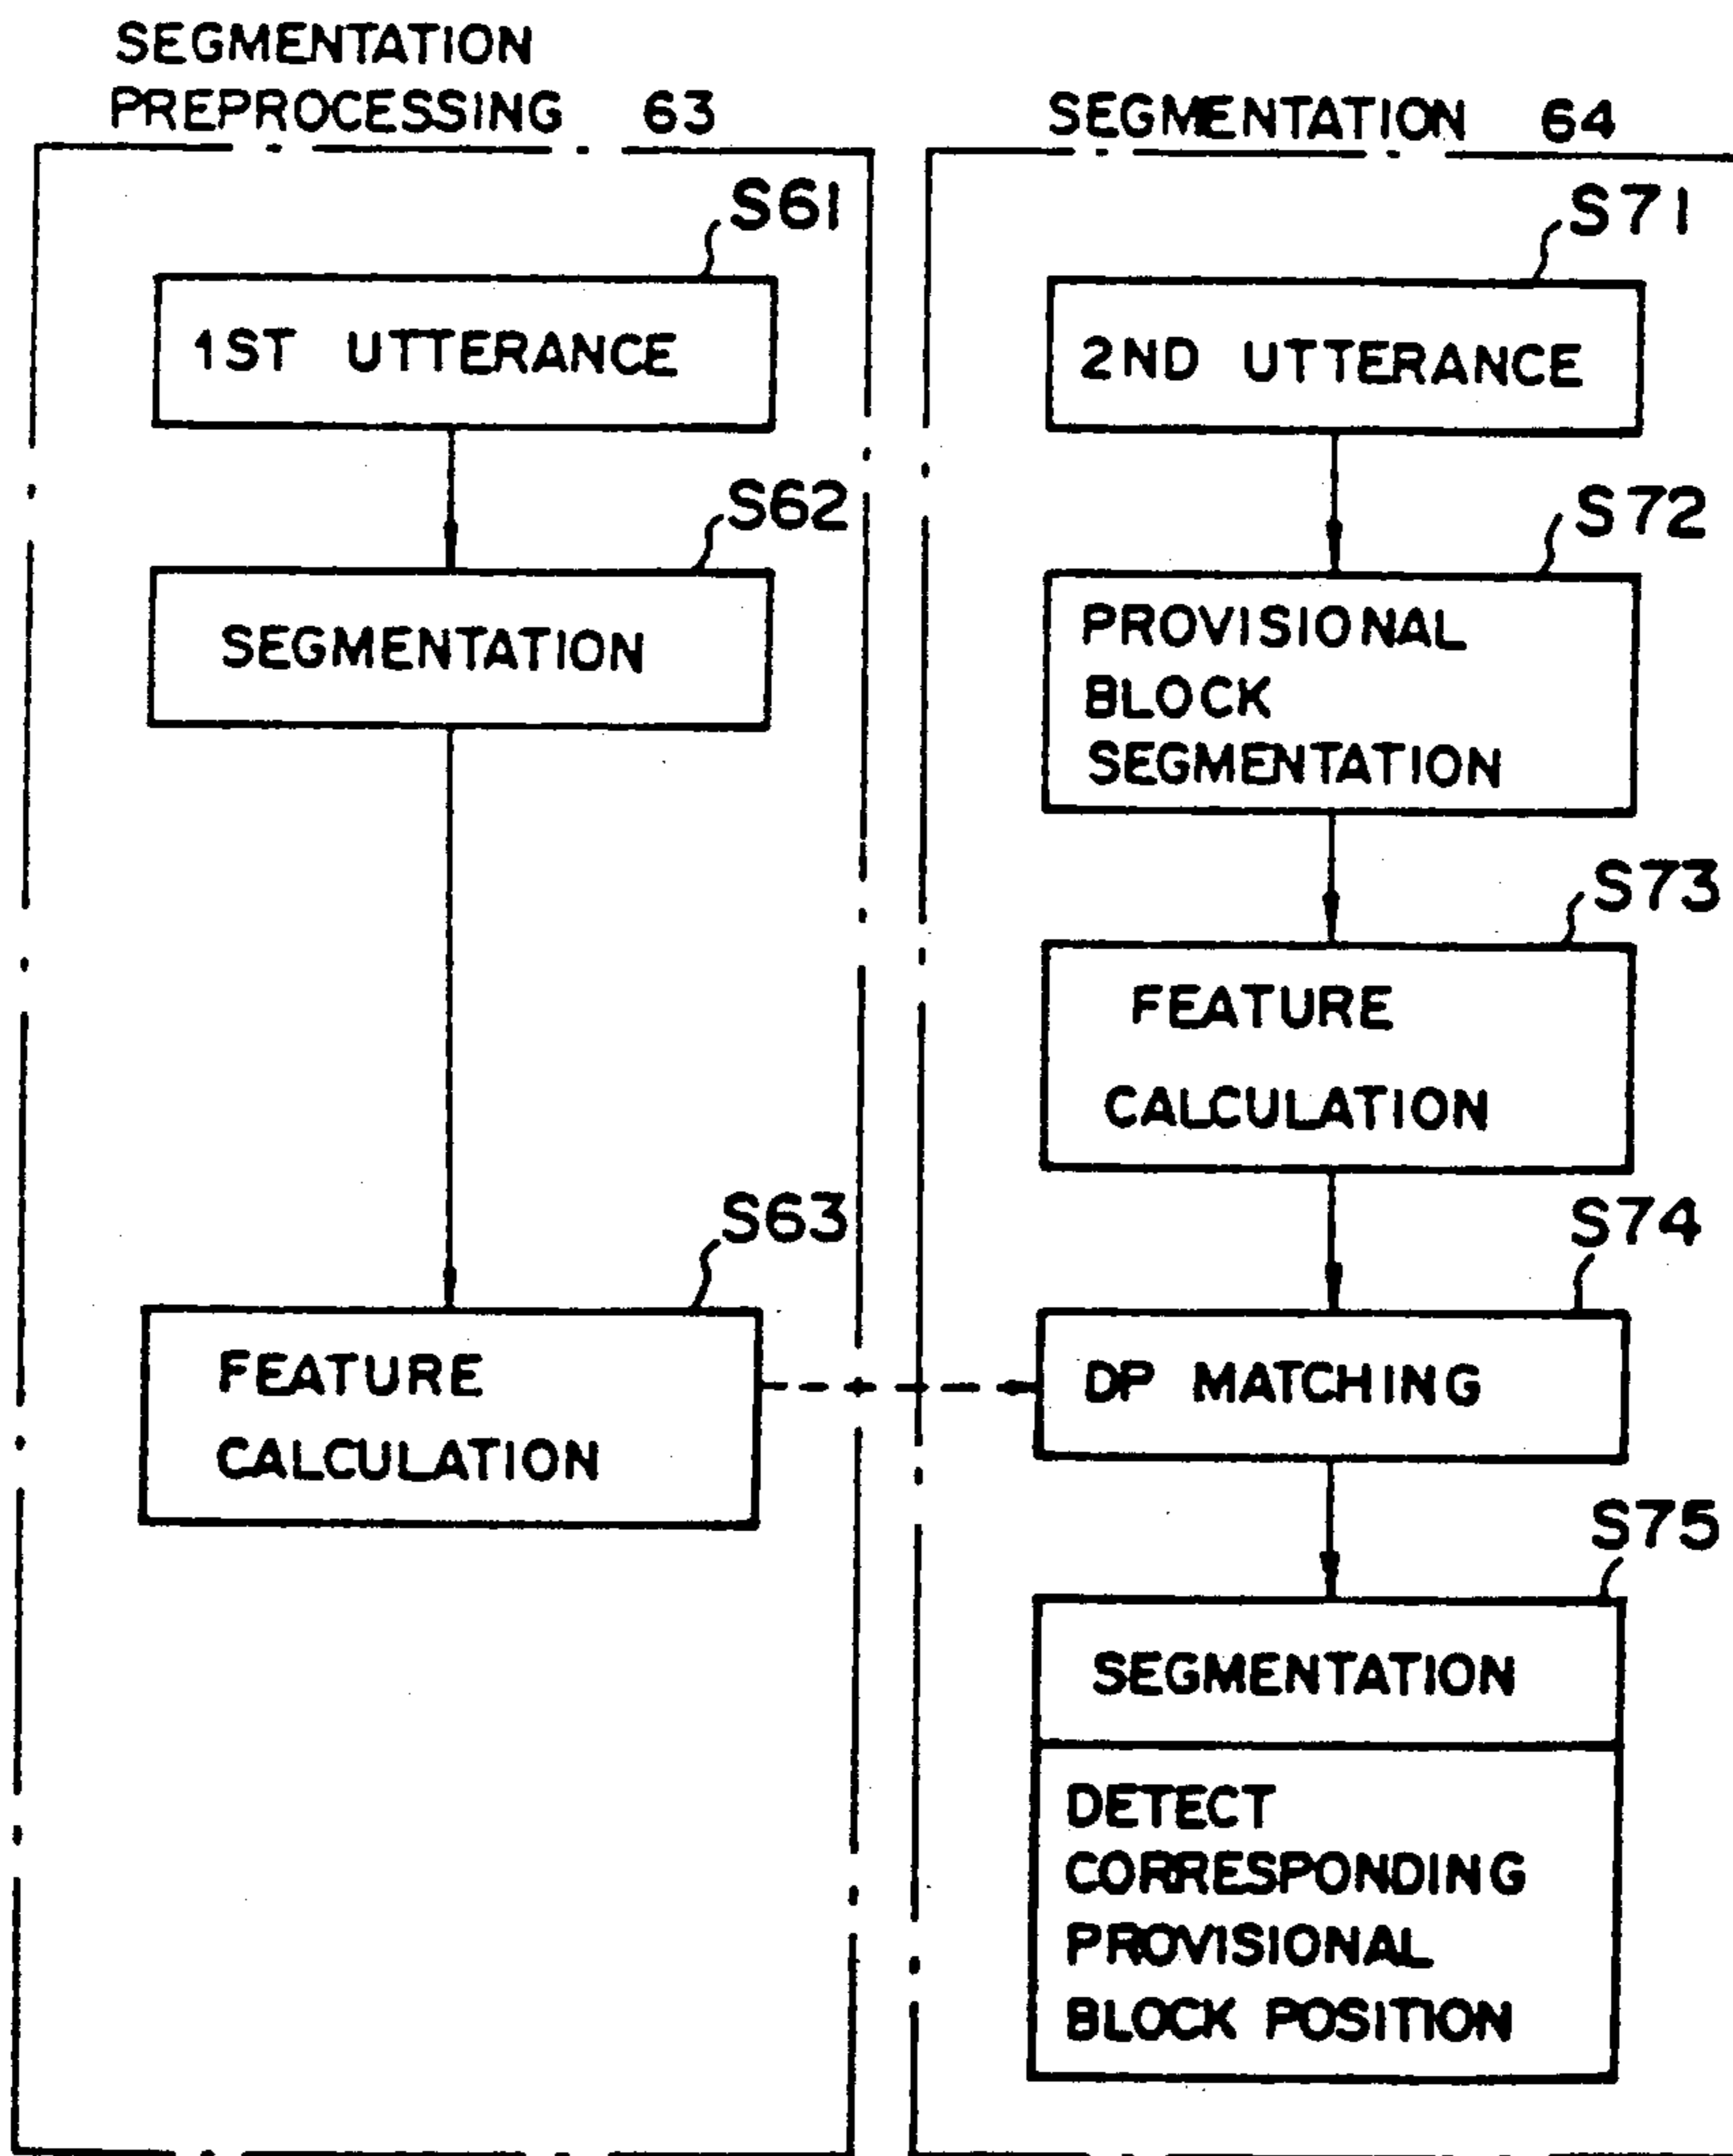 SEGMENTATION
PREPROCESSING 63
S61
1ST UTTERANCE
S62
SEGMENTATION
S63
FEATURE
CALCULATION
SEGMENTATION 64
S71
2ND UTTERANCE
S72
PROVISIONAL
BLOCK
SEGMENTATION
S73
FEATURE
CALCULATION
S74
DP MATCHING
S75
SEGMENTATION
DETECT
CORRESPONDING
PROVISIONAL
BLOCK POSITION